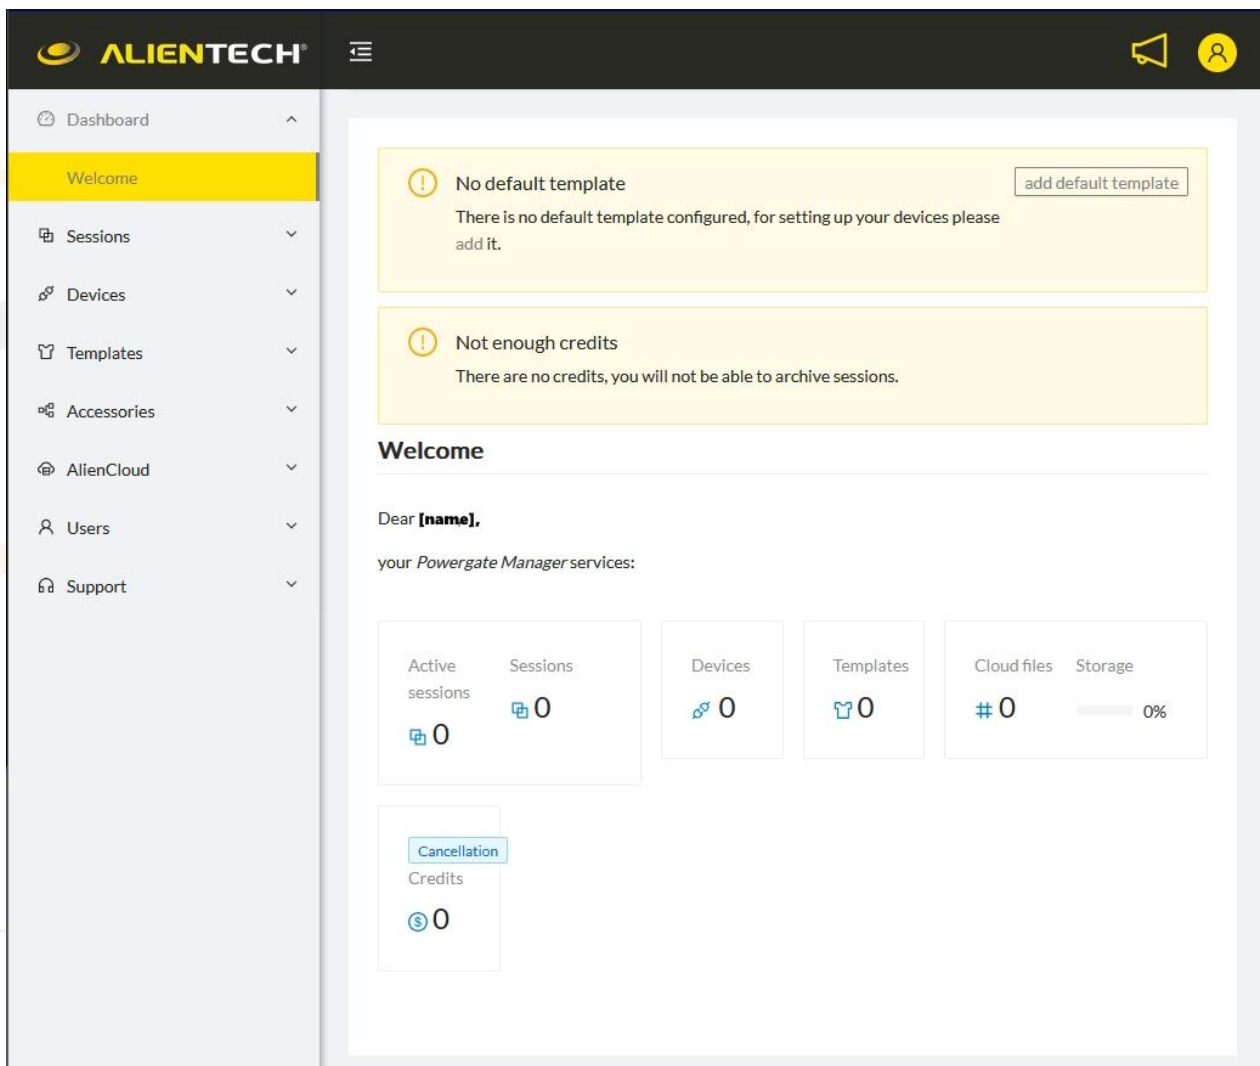 ALIENTECH®
Dashboard
Welcome
Sessions
Devices
Templates
Accessories
AlienCloud
Users
Support
No default template
add default template
There is no default template configured, for setting up your devices please
add it.
Not enough credits
There are no credits, you will not be able to archive sessions.
Welcome
Dear [name],
your Powergate Manager services:
Active
sessions
0
Sessions
0
Devices
0
Templates
0
Cloud files
# 0
Storage
0%
Cancellation
Credits
0